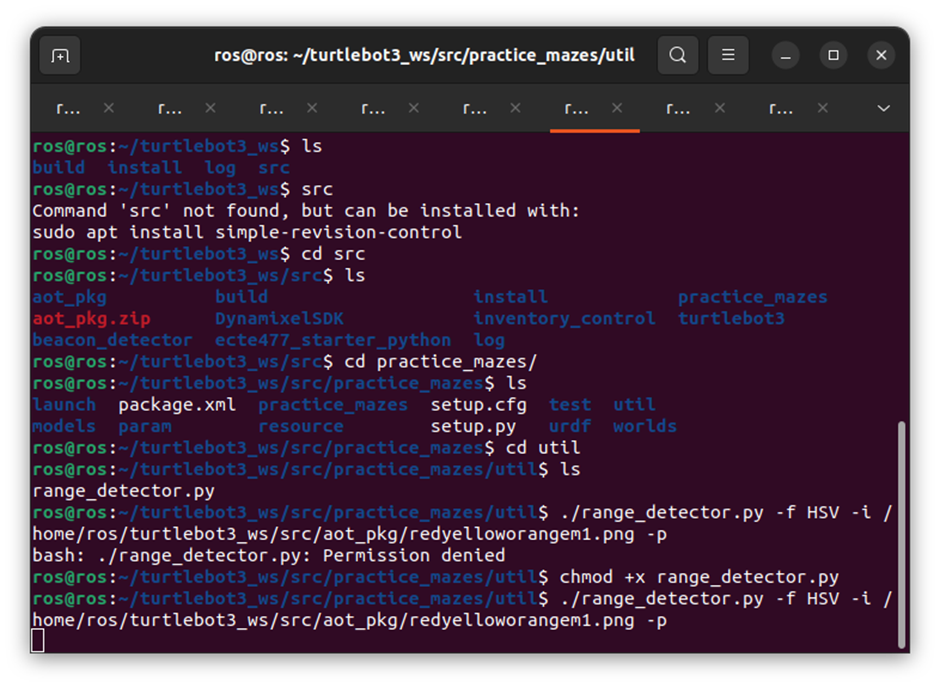 ros@ros: ~/turtlebot3_ws/src/practice_mazes/util
r... r... r... r... r... r... r... r...
ros@ros:~/turtlebot3_ws$ ls
build install log src
ros@ros:~/turtlebot3_ws$ src
Command 'src' not found, but can be installed with:
sudo apt install simple-revision-control
ros@ros:~/turtlebot3_ws$ cd src
ros@ros:~/turtlebot3_ws/src$ ls
aot_pkg build install practice_mazes
aot_pkg.zip DynamixelSDK inventory_control turtlebot3
beacon_detector ecte477_starter_python log
ros@ros:~/turtlebot3_ws/src$ cd practice_mazes/
ros@ros:~/turtlebot3_ws/src/practice_mazes$ ls
launch package.xml practice_mazes setup.cfg test util
models param resource setup.py urdf worlds
ros@ros:~/turtlebot3_ws/src/practice_mazes$ cd util
ros@ros:~/turtlebot3_ws/src/practice_mazes/util$ ls
range_detector.py
ros@ros:~/turtlebot3_ws/src/practice_mazes/util$ ./range_detector.py -f HSV -i /
home/ros/turtlebot3_ws/src/aot_pkg/redyelloworangem1.png -p
bash: ./range_detector.py: Permission denied
ros@ros:~/turtlebot3_ws/src/practice_mazes/util$ chmod +x range_detector.py
ros@ros:~/turtlebot3_ws/src/practice_mazes/util$ ./range_detector.py -f HSV -i /
home/ros/turtlebot3_ws/src/aot_pkg/redyelloworangem1.png -p